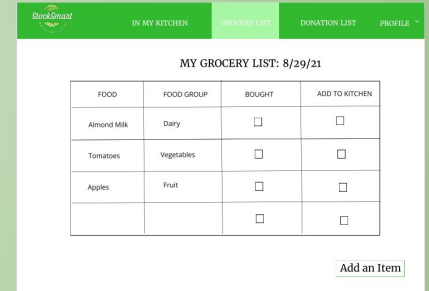 StockSmart
IN MY KITCHEN GROCERY LIST DONATION LIST PROFILE
MY GROCERY LIST: 8/29/21
FOOD FOOD GROUP BOUGHT ADD TO KITCHEN
Almond Milk Dairy
Tomatoes Vegetables
Apples Fruit
Add an Item